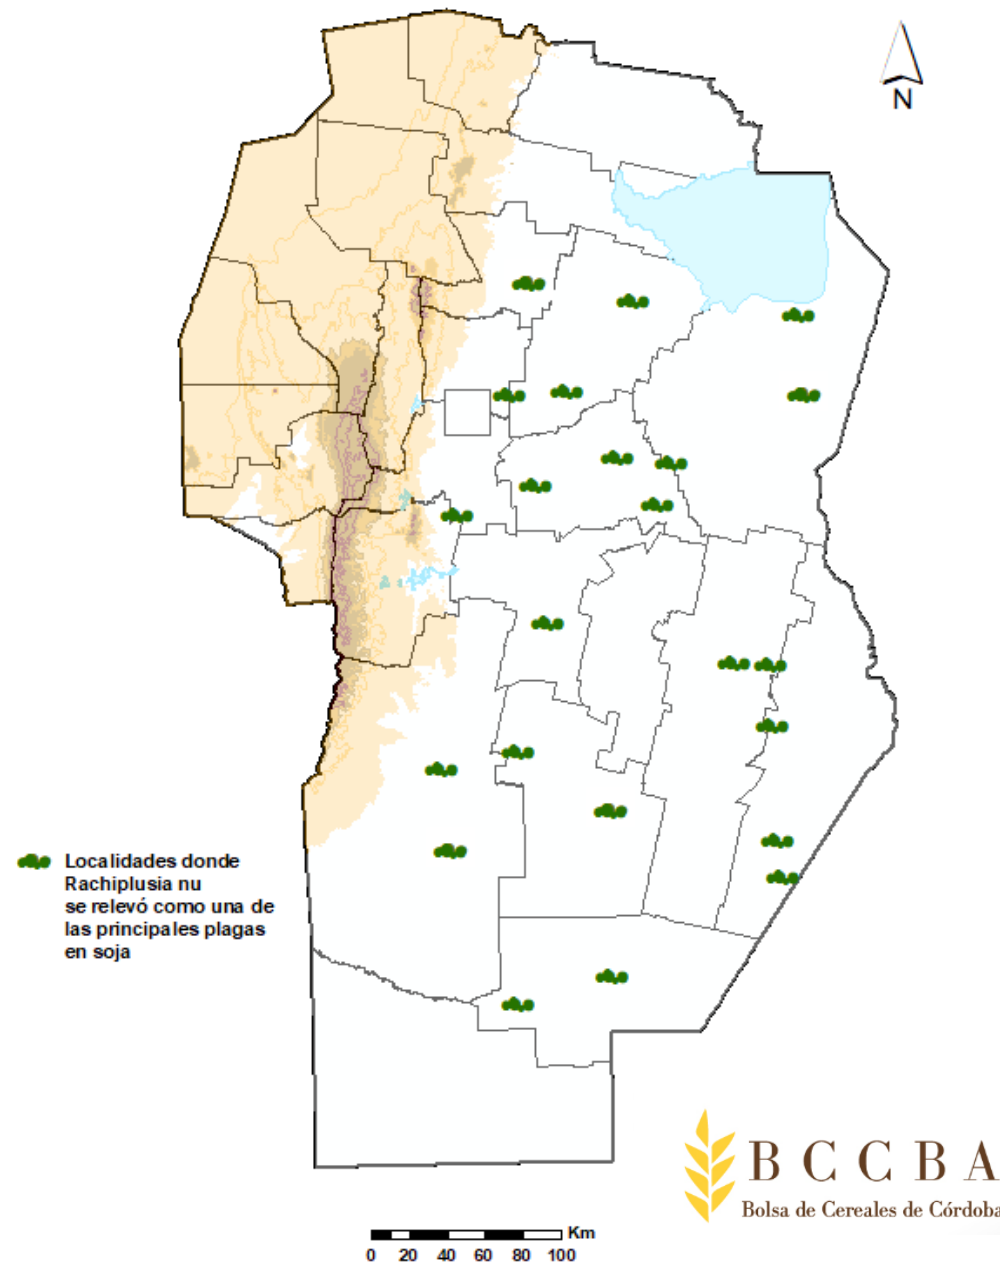 N
Localidades donde
Rachiplusia nu
se relevó como una de
las principales plagas
en soja
BCCBA
Bolsa de Cereales de Córdoba
Km
0 20 40 60 80 100